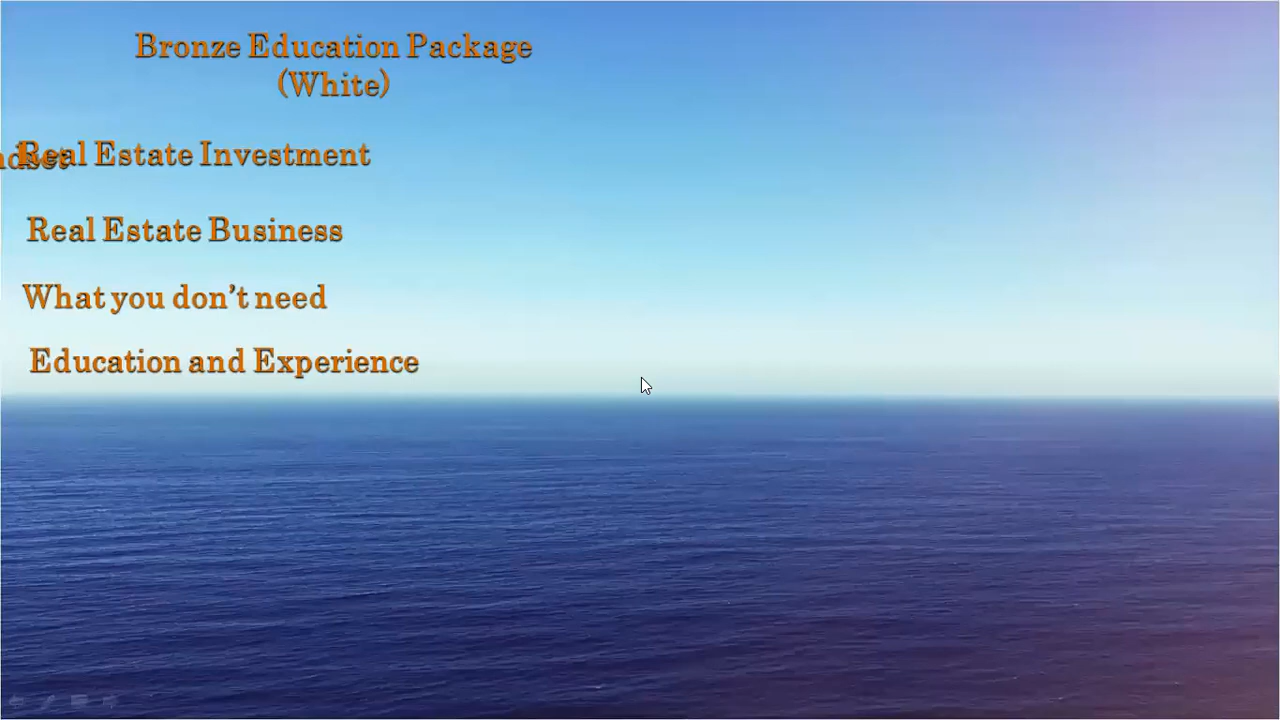 Bronze Education Package
(White)
Real Estate Investment
Real Estate Business
What you don't need
Education and Experience